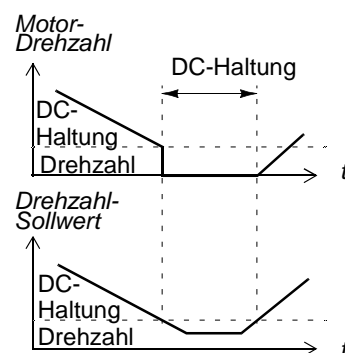 Motor-
Drehzahl
DC-Haltung
DC-
Haltung
Drehzahl
t
Drehzahl-
Sollwert
DC-
Haltung
Drehzahl
t